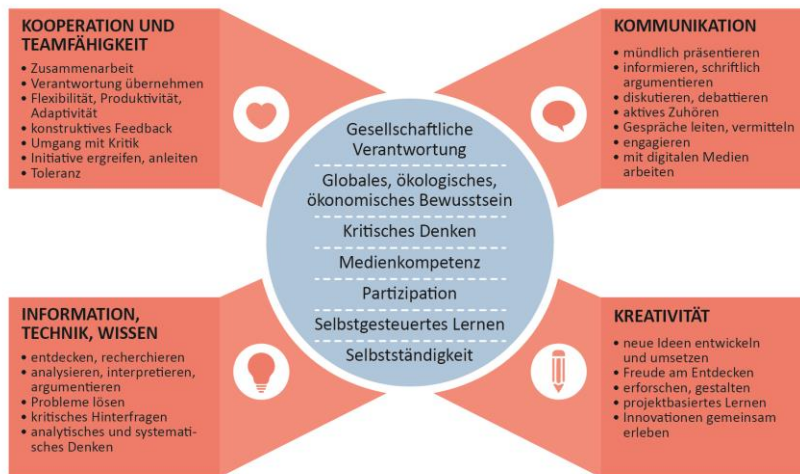 KOOPERATION UND
TEAMFÄHIGKEIT
• Zusammenarbeit
• Verantwortung übernehmen
• Flexibilität, Produktivität,
Adaptivität
• konstruktives Feedback
• Umgang mit Kritik
• Initiative ergreifen, anleiten
• Toleranz
KOMMUNIKATION
• mündlich präsentieren
• informieren, schriftlich
argumentieren
• diskutieren, debattieren
• aktives Zuhören
• Gespräche leiten, vermitteln
• engagieren
• mit digitalen Medien
arbeiten
Gesellschaftliche
Verantwortung
Globales, ökologisches,
ökonomisches Bewusstsein
Kritisches Denken
Medienkompetenz
Partizipation
Selbstgesteuertes Lernen
Selbstständigkeit
INFORMATION,
TECHNIK, WISSEN
• entdecken, recherchieren
• analysieren, interpretieren,
argumentieren
• Probleme lösen
• kritisches Hinterfragen
• analytisches und systemati-
sches Denken
KREATIVITÄT
• neue Ideen entwickeln
und umsetzen
• Freude am Entdecken
• erforschen, gestalten
• projektbasiertes Lernen
• Innovationen gemeinsam
erleben